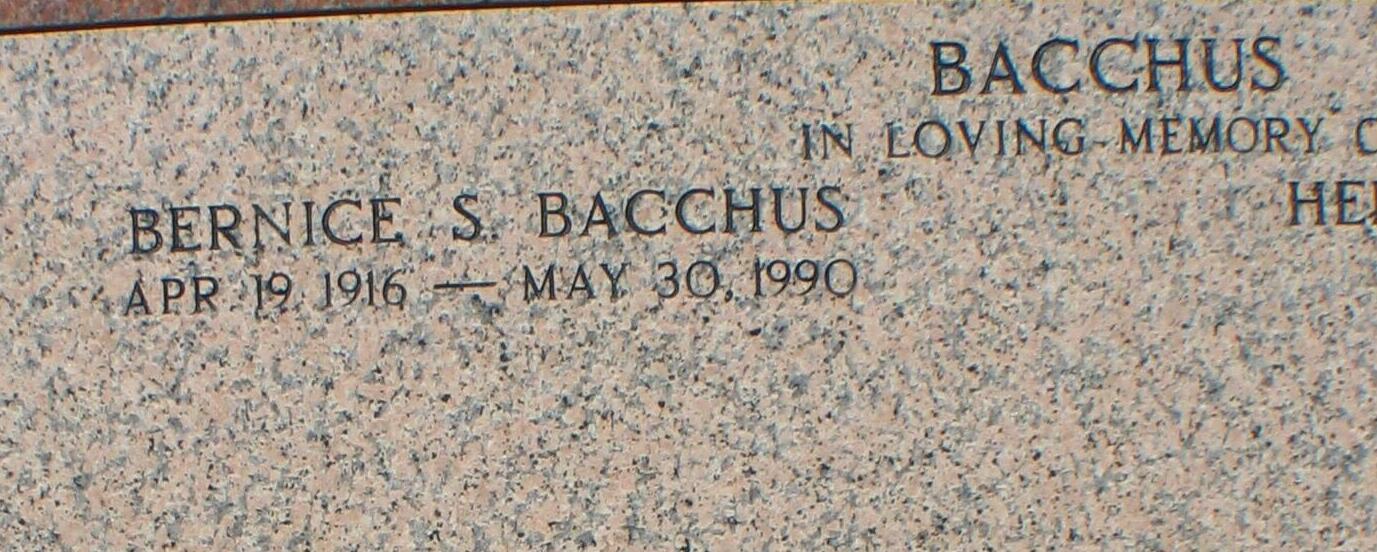 BACCHUS
IN LOVING MEMORY
BERNICE S. BACCHUS
APR 19 1916 — MAY 30, 1990